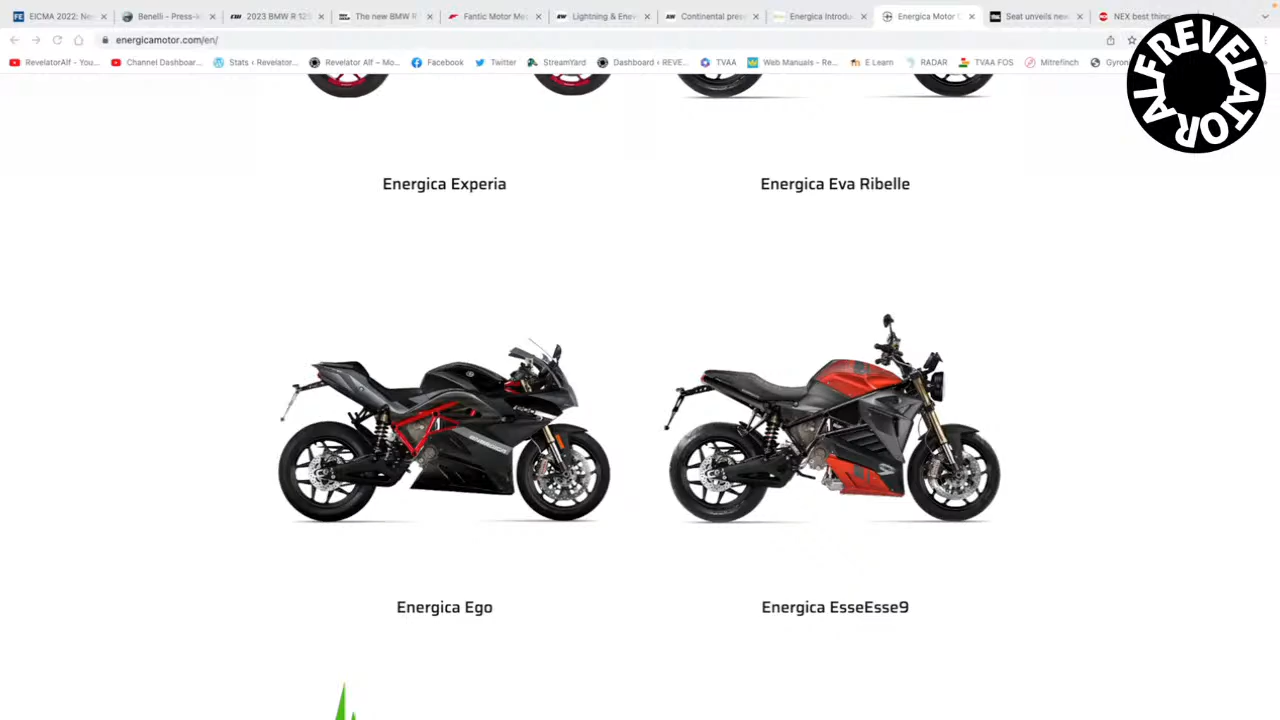 EICMA 2022: Ne
Benelli - Press-k
2023 BMW R 12
The new BMW R
Fantic Motor Me
Lightning & Ene
Continental pres
Energica Introdu
Energica Motor C
Seat unveils new
NEX best thing
energicamotor.com/en/
RevelatorAlf - You...
Channel Dashboar...
Stats ‹ Revelator...
Revelator Alf – Mo...
Facebook
Twitter
StreamYard
Dashboard ‹ REVE...
TVAA
Web Manuals - Re...
E Learn
RADAR
TVAA FOS
Mitrefinch
Gyron
REVELATOR ALF
Energica Experia
Energica Eva Ribelle
Energica Ego
Energica EsseEsse9